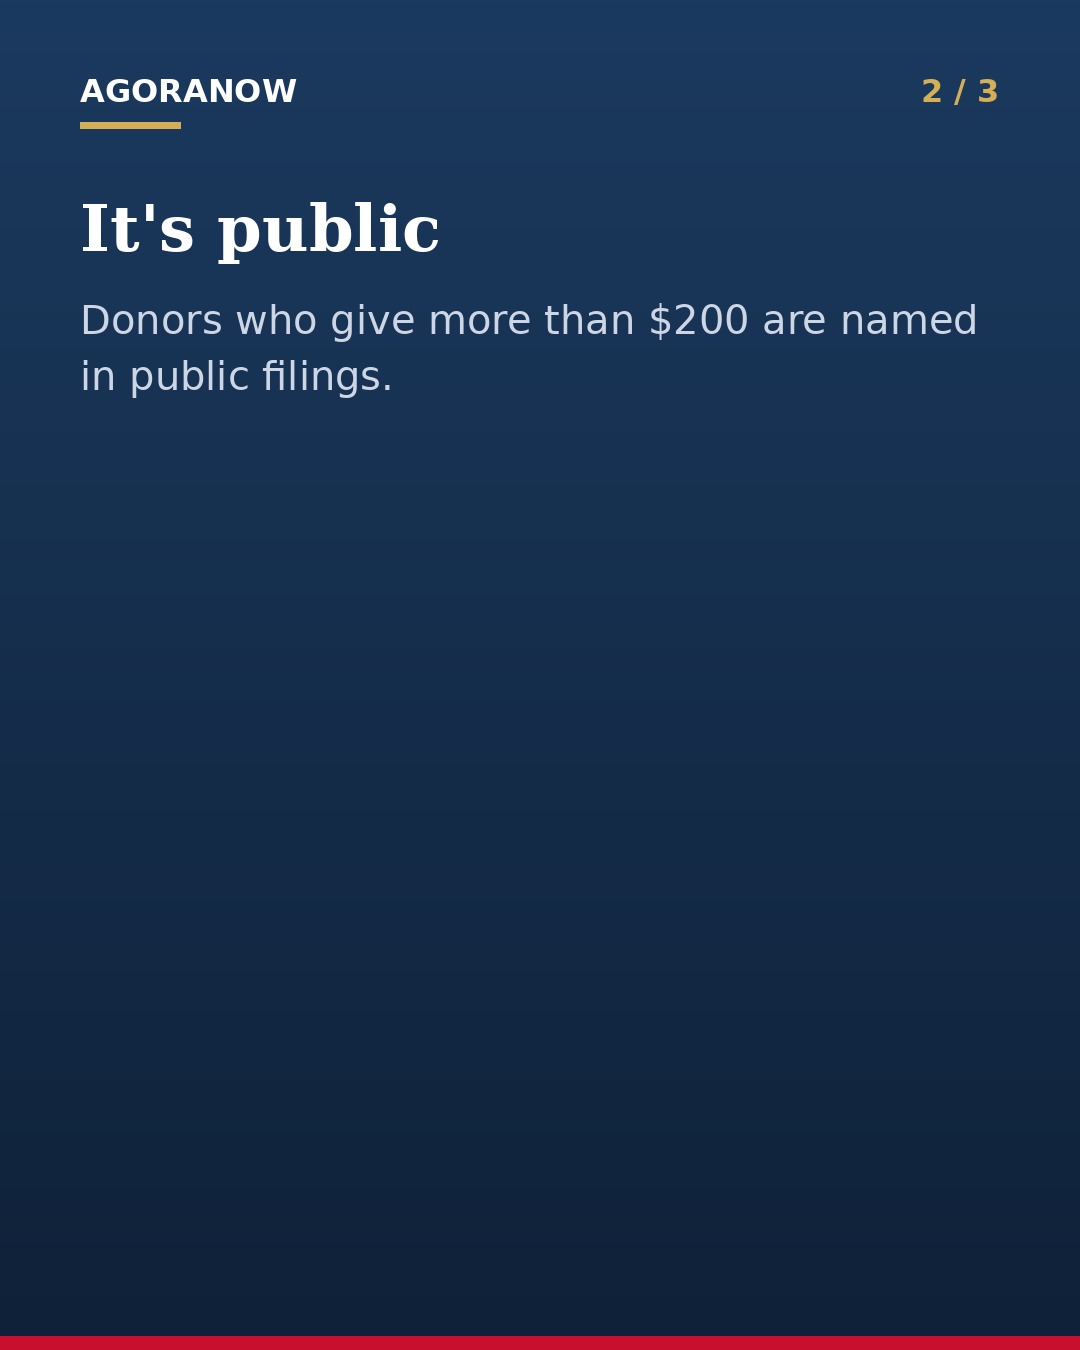 AGORANOW
2 / 3
It's public
Donors who give more than $200 are named
in public filings.